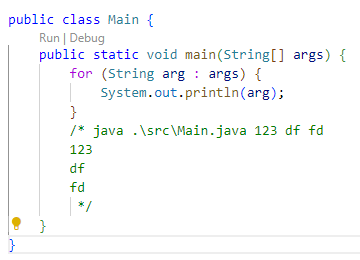 public class Main {
Run | Debug
public static void main(String[] args) {
for (String arg : args) {
System.out.println(arg);
}
/* java .\src\Main.java 123 df fd
123
df
fd
*/
}
}